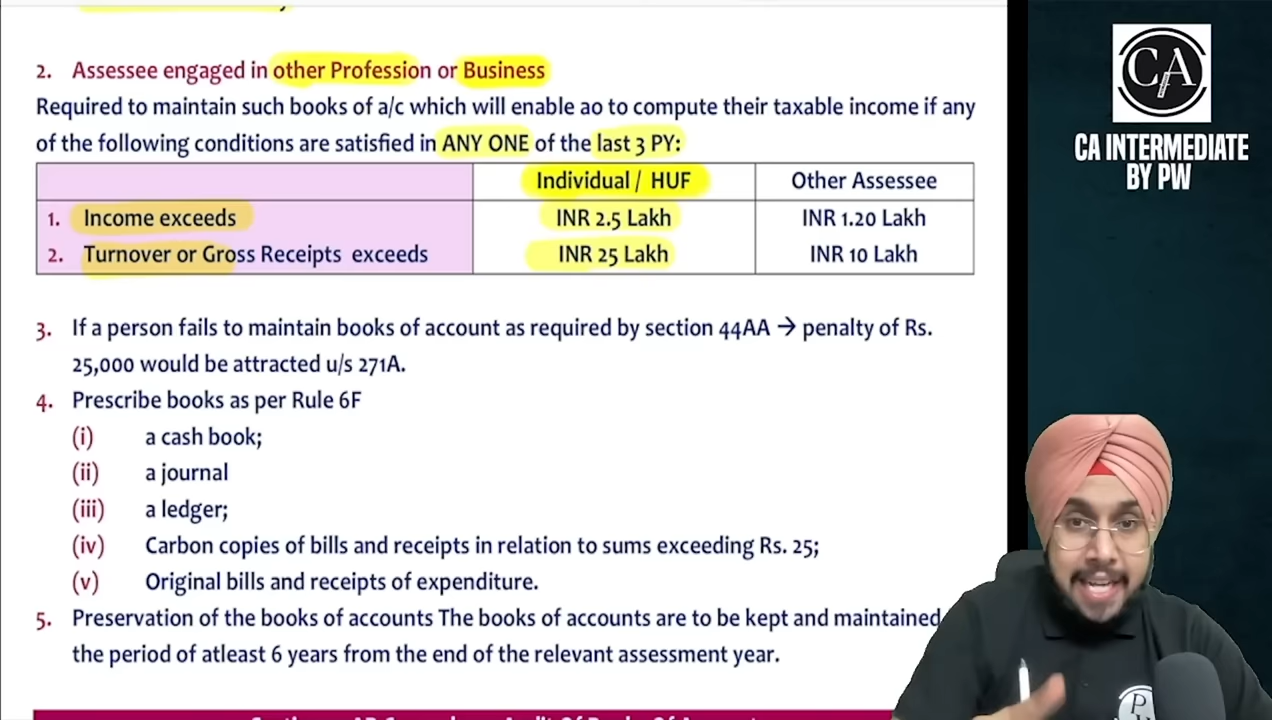 2. Assessee engaged in other Profession or Business
Required to maintain such books of a/c which will enable ao to compute their taxable income if any
of the following conditions are satisfied in ANY ONE of the last 3 PY:
Individual / HUF Other Assessee
1. Income exceeds INR 2.5 Lakh INR 1.20 Lakh
2. Turnover or Gross Receipts exceeds INR 25 Lakh INR 10 Lakh
3. If a person fails to maintain books of account as required by section 44AA → penalty of Rs.
25,000 would be attracted u/s 271A.
4. Prescribe books as per Rule 6F
(i) a cash book;
(ii) a journal
(iii) a ledger;
(iv) Carbon copies of bills and receipts in relation to sums exceeding Rs. 25;
(v) Original bills and receipts of expenditure.
5. Preservation of the books of accounts The books of accounts are to be kept and maintained
the period of atleast 6 years from the end of the relevant assessment year.
CA
CA INTERMEDIATE
BY PW